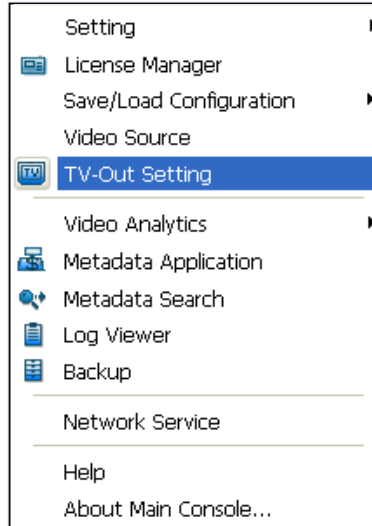 Setting
License Manager
Save/Load Configuration
Video Source
TV-Out Setting
Video Analytics
Metadata Application
Metadata Search
Log Viewer
Backup
Network Service
Help
About Main Console...